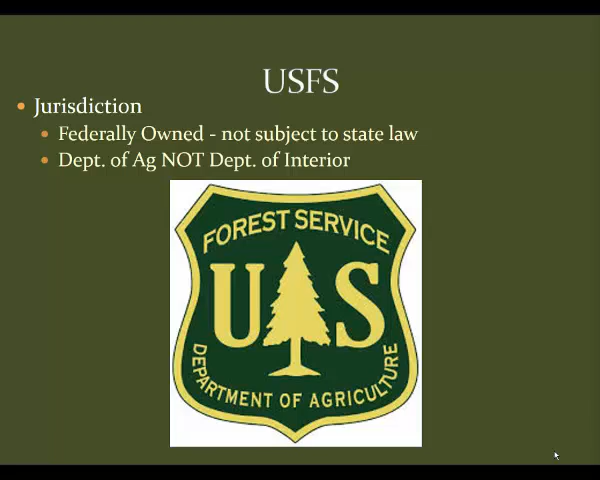 USFS
Jurisdiction
Federally Owned - not subject to state law
Dept. of Ag NOT Dept. of Interior
FOREST SERVICE
U S
DEPARTMENT OF AGRICULTURE